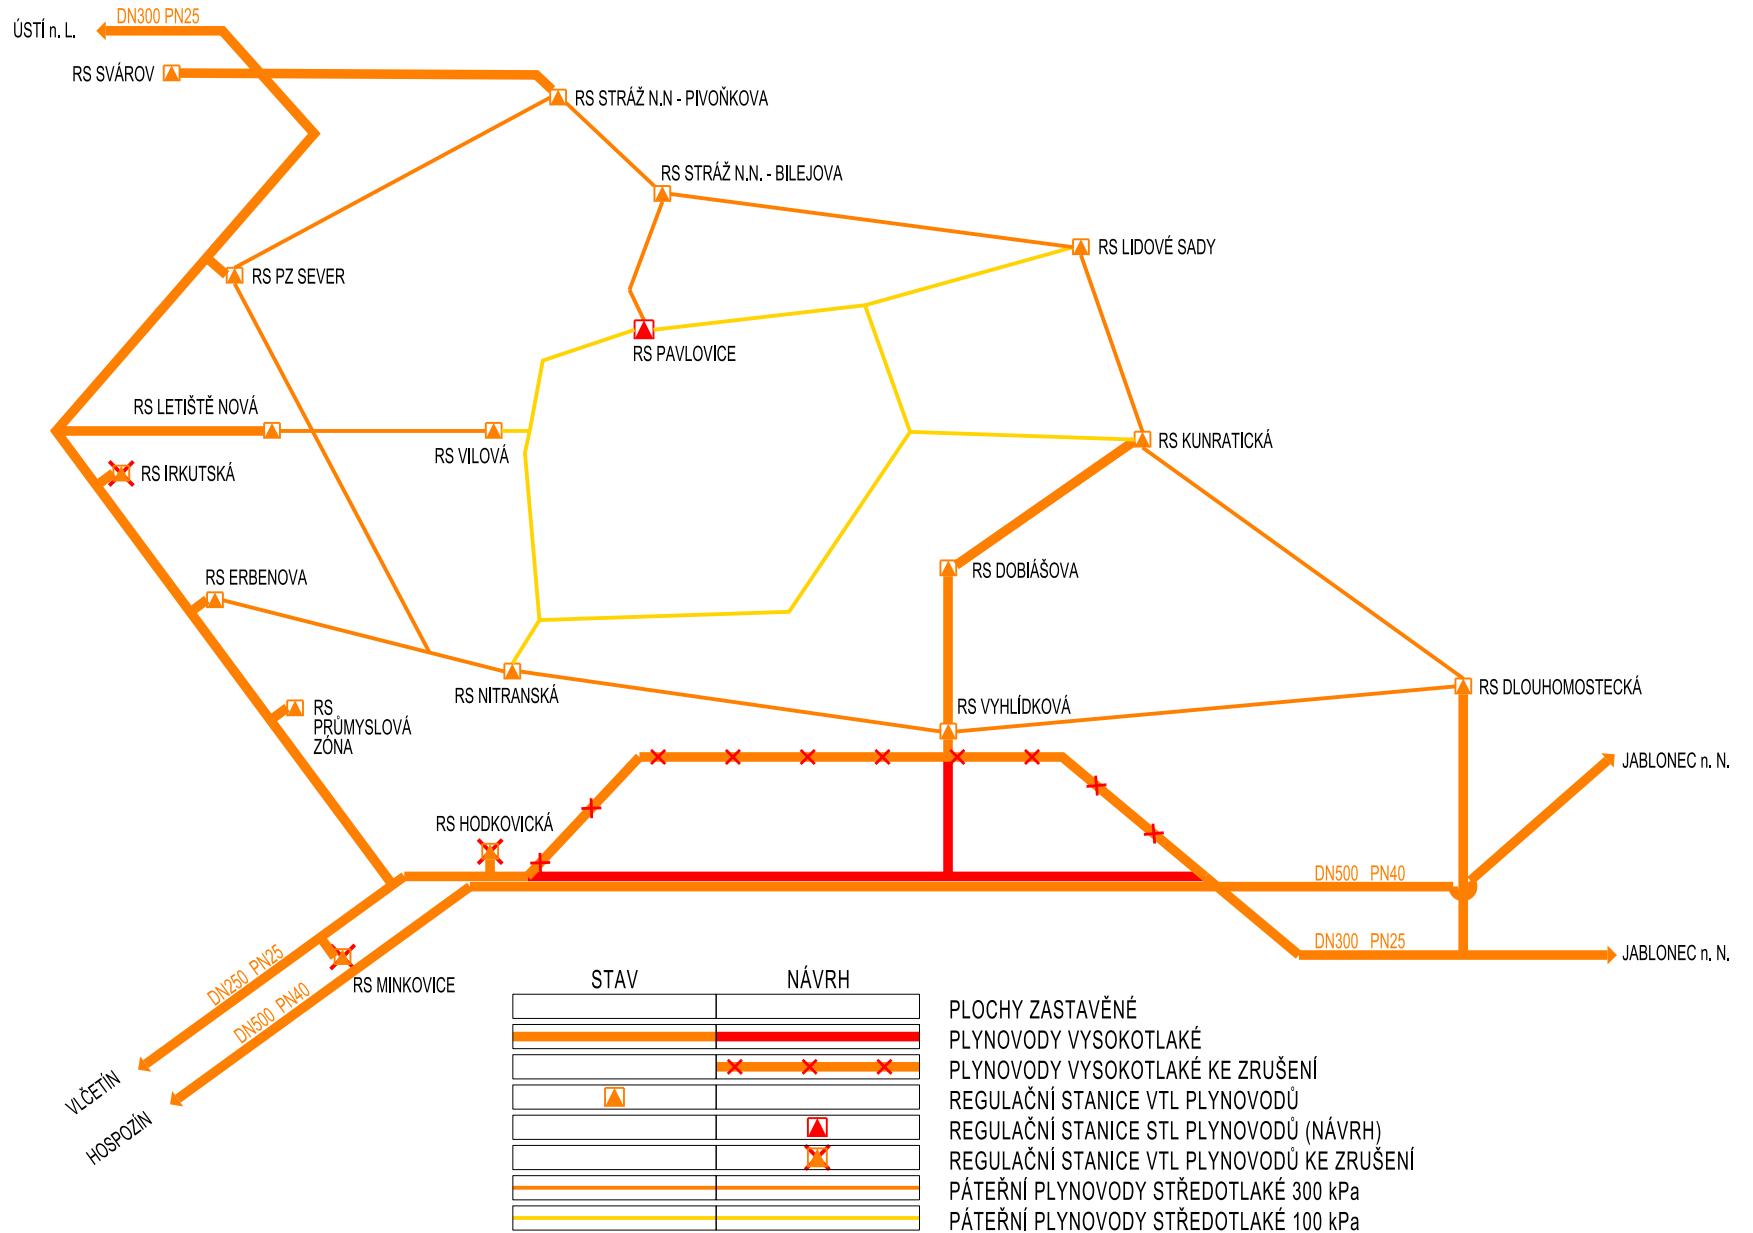 DN300 PN25
ÚSTÍ n. L.
RS SVÁROV
RS STRÁŽ N.N - PIVOŇKOVA
RS STRÁŽ N.N. - BILEJOVA
RS LIDOVÉ SADY
RS PZ SEVER
RS PAVLOVICE
RS LETIŠTĚ NOVÁ
RS VILOVÁ
RS KUNRATICKÁ
RS IRKUTSKÁ
RS ERBENOVA
RS DOBIÁŠOVA
RS NITRANSKÁ
RS DLOUHOMOSTECKÁ
RS VYHLÍDKOVÁ
RS
PRŮMYSLOVÁ
ZÓNA
JABLONEC n. N.
RS HODKOVICKÁ
DN500 PN40
DN300 PN25
JABLONEC n. N.
DN250 PN25
RS MINKOVICE
DN500 PN40
VLČETÍN
HOSPOZÍN
STAV NÁVRH
PLOCHY ZASTAVĚNÉ
PLYNOVODY VYSOKOTLAKÉ
PLYNOVODY VYSOKOTLAKÉ KE ZRUŠENÍ
REGULAČNÍ STANICE VTL PLYNOVODŮ
REGULAČNÍ STANICE STL PLYNOVODŮ (NÁVRH)
REGULAČNÍ STANICE VTL PLYNOVODŮ KE ZRUŠENÍ
PÁTEŘNÍ PLYNOVODY STŘEDOTLAKÉ 300 kPa
PÁTEŘNÍ PLYNOVODY STŘEDOTLAKÉ 100 kPa